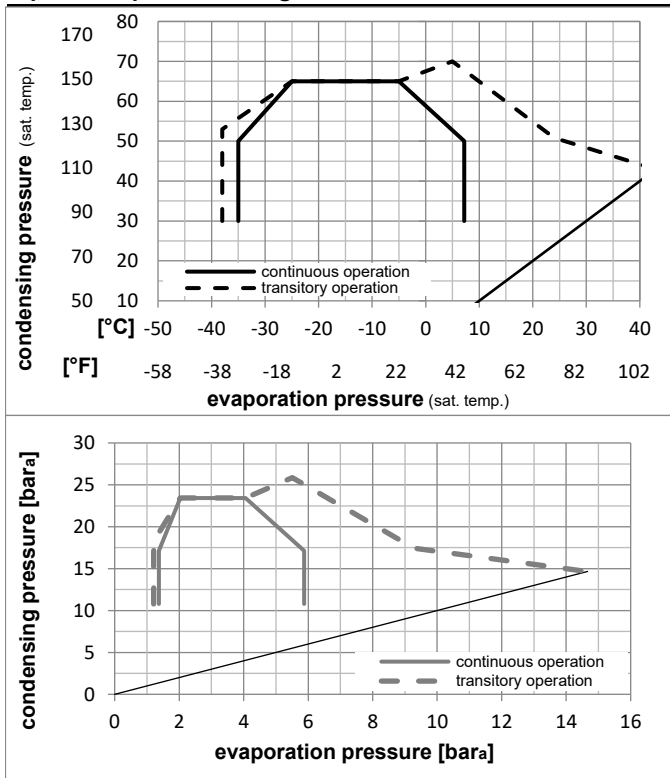 170
150
130
110
90
70
50
80
70
60
50
40
30
20
10
condensing pressure (sat. temp.)
continuous operation
transitory operation
[°C] -50 -40 -30 -20 -10 0 10 20 30 40
[°F] -58 -38 -18 2 22 42 62 82 102
evaporation pressure (sat. temp.)
30
25
20
15
10
5
0
condensing pressure [bara]
continuous operation
transitory operation
0 2 4 6 8 10 12 14 16
evaporation pressure [bara]